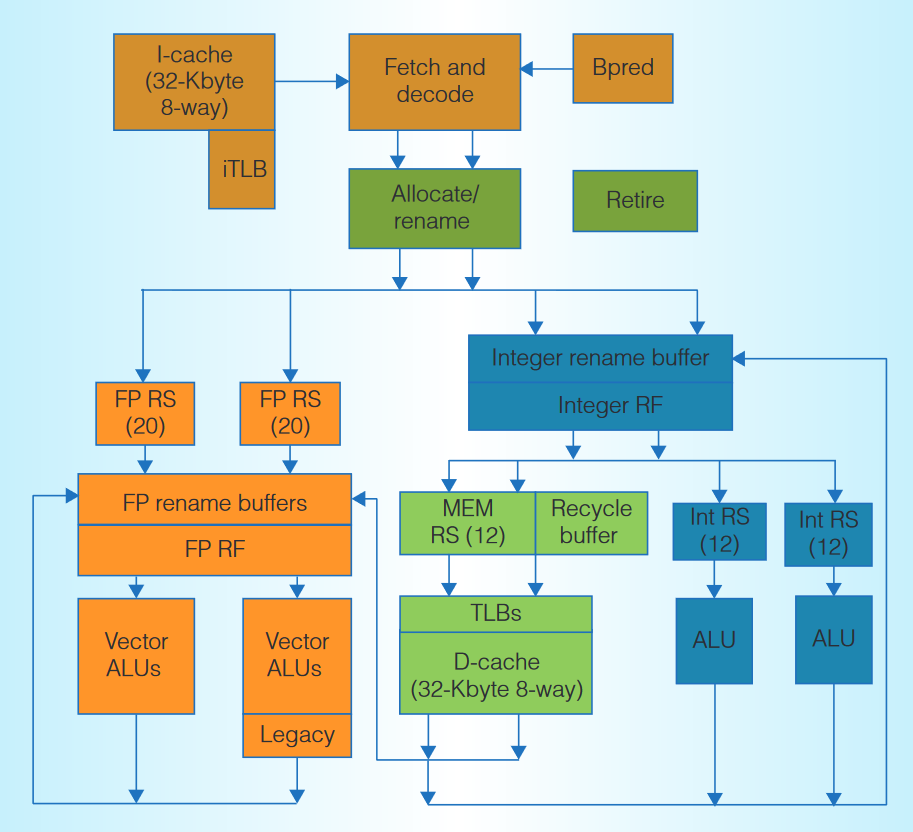 I-cache
(32-Kbyte
8-way)
Fetch and
decode
Bpred
iTLB
Allocate/
rename
Retire
Integer rename buffer
Integer RF
FP RS
(20)
FP RS
(20)
FP rename buffers
FP RF
MEM
RS (12)
Recycle
buffer
Int RS
(12)
Int RS
(12)
Vector
ALUs
Vector
ALUs
Legacy
TLBs
D-cache
(32-Kbyte 8-way)
ALU
ALU